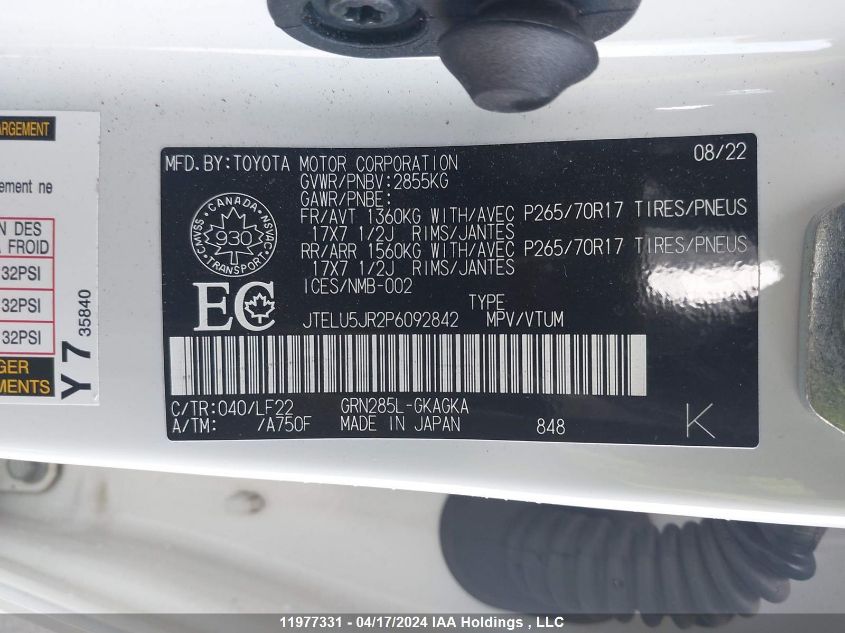 ARGEMENT
ement ne
N DES
A FROID
32PSI
32PSI
32PSI
GER
EMENTS
Y 7 35840
MFD.BY:TOYOTA MOTOR CORPORATION 08/22
GVWR/PNBV:2855KG
GAWR/PNBE:
FR/AVT 1360KG WITH/AVEC P265/70R17 TIRES/PNEUS
17X7 1/2J RIMS/JANTES
RR/ARR 1560KG WITH/AVEC P265/70R17 TIRES/PNEUS
17X7 1/2J RIMS/JANTES
ICES/NMB-002
CANADA
CMVSS 930 NSVAC
TRANSPORT
EC
TYPE
JTELU5JR2P6092842 MPV/VTUM
C/TR:040/LF22 GRN285L-GKAGKA
A/TM: /A750F MADE IN JAPAN 848 K
11977331 - 04/17/2024 IAA Holdings , LLC